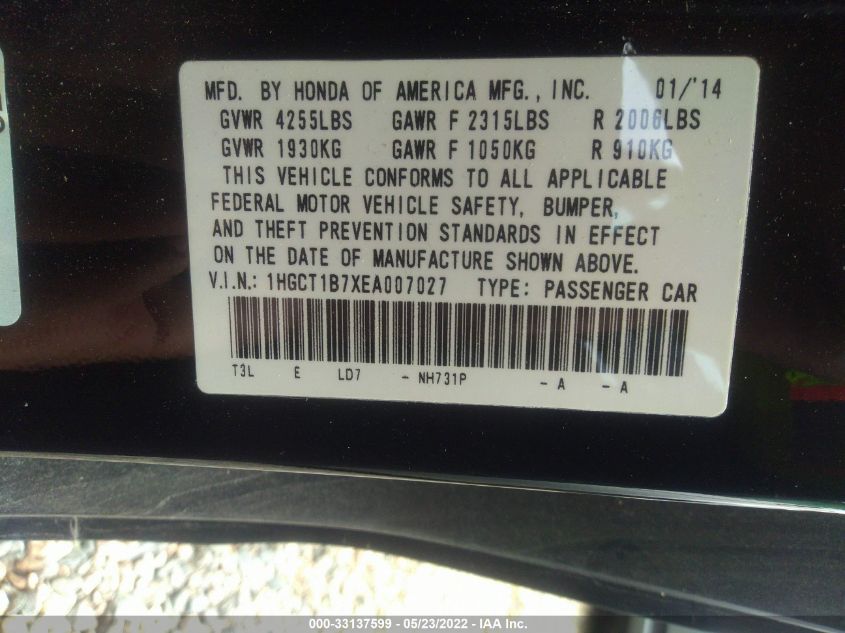 MFD. BY HONDA OF AMERICA MFG., INC. 01/'14
GVWR 4255LBS GAWR F 2315LBS R 2006LBS
GVWR 1930KG GAWR F 1050KG R 910KG
THIS VEHICLE CONFORMS TO ALL APPLICABLE
FEDERAL MOTOR VEHICLE SAFETY, BUMPER,
AND THEFT PREVENTION STANDARDS IN EFFECT
ON THE DATE OF MANUFACTURE SHOWN ABOVE.
V.I.N.: 1HGCT1B7XEA007027 TYPE: PASSENGER CAR
T3L E LD7 - NH731P - A - A
000 - 33137599 - 05/23/2022 - IAA Inc.